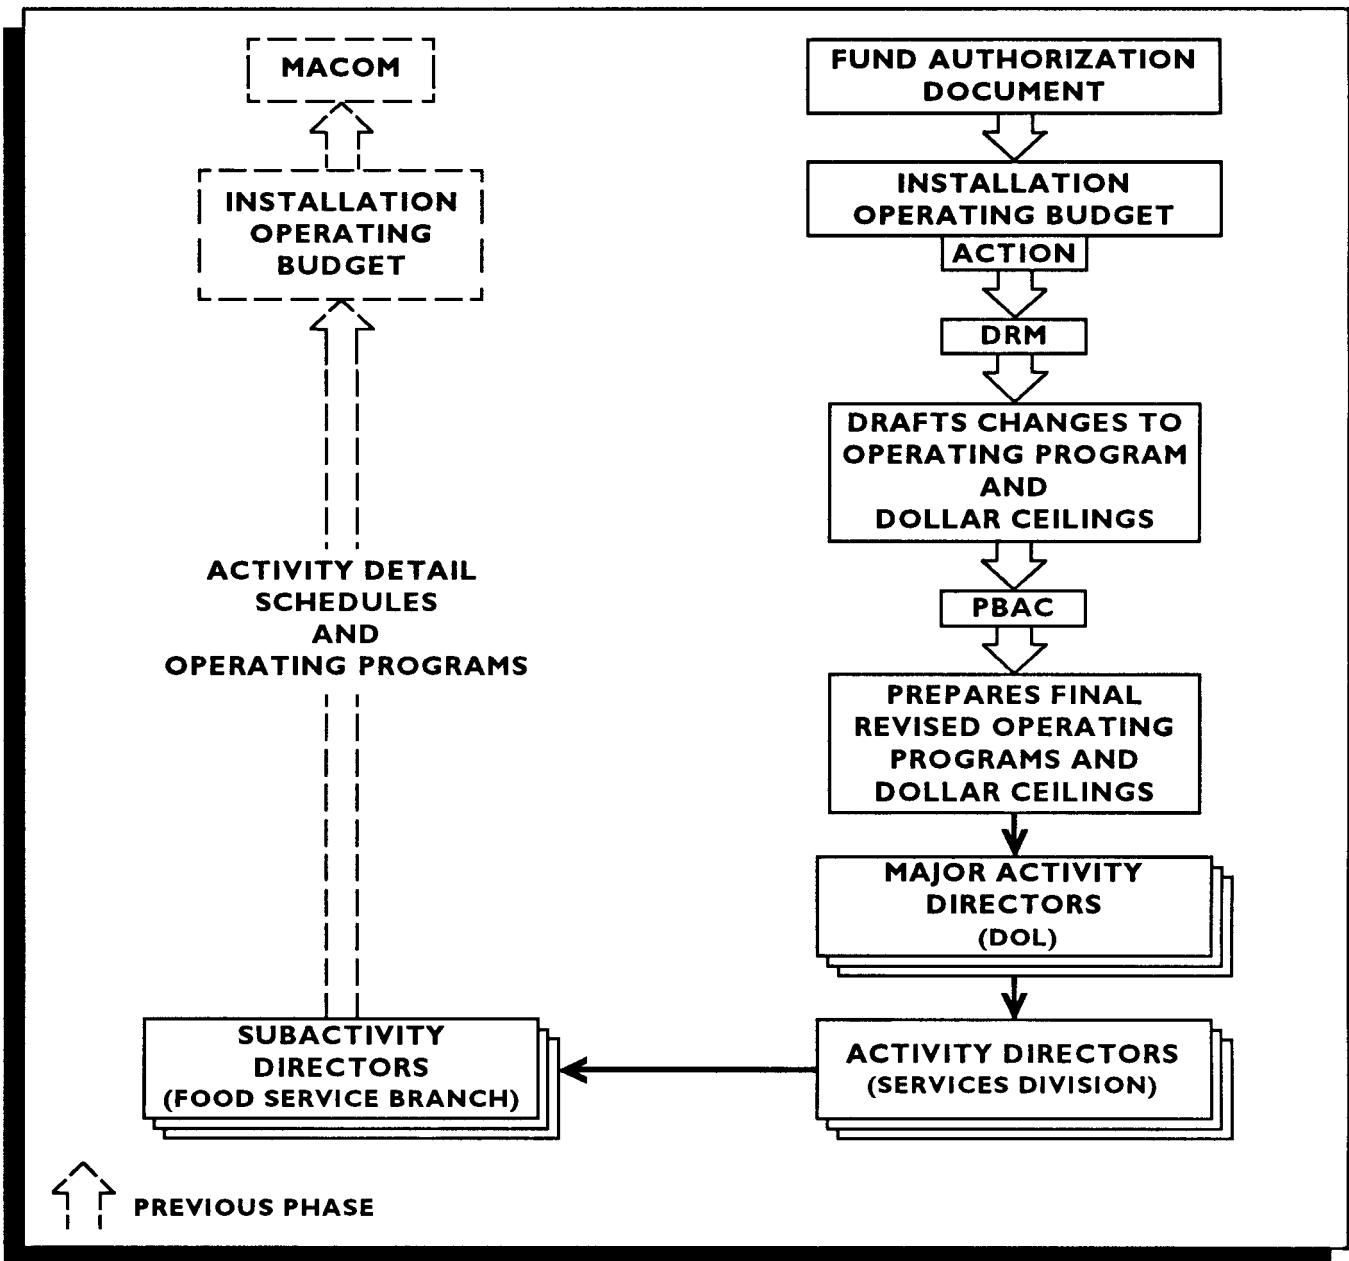 MACOM
INSTALLATION
OPERATING
BUDGET
ACTIVITY DETAIL
SCHEDULES
AND
OPERATING PROGRAMS
SUBACTIVITY
DIRECTORS
(FOOD SERVICE BRANCH)
PREVIOUS PHASE
FUND AUTHORIZATION
DOCUMENT
INSTALLATION
OPERATING BUDGET
ACTION
DRM
DRAFTS CHANGES TO
OPERATING PROGRAM
AND
DOLLAR CEILINGS
PBAC
PREPARES FINAL
REVISED OPERATING
PROGRAMS AND
DOLLAR CEILINGS
MAJOR ACTIVITY
DIRECTORS
(DOL)
ACTIVITY DIRECTORS
(SERVICES DIVISION)